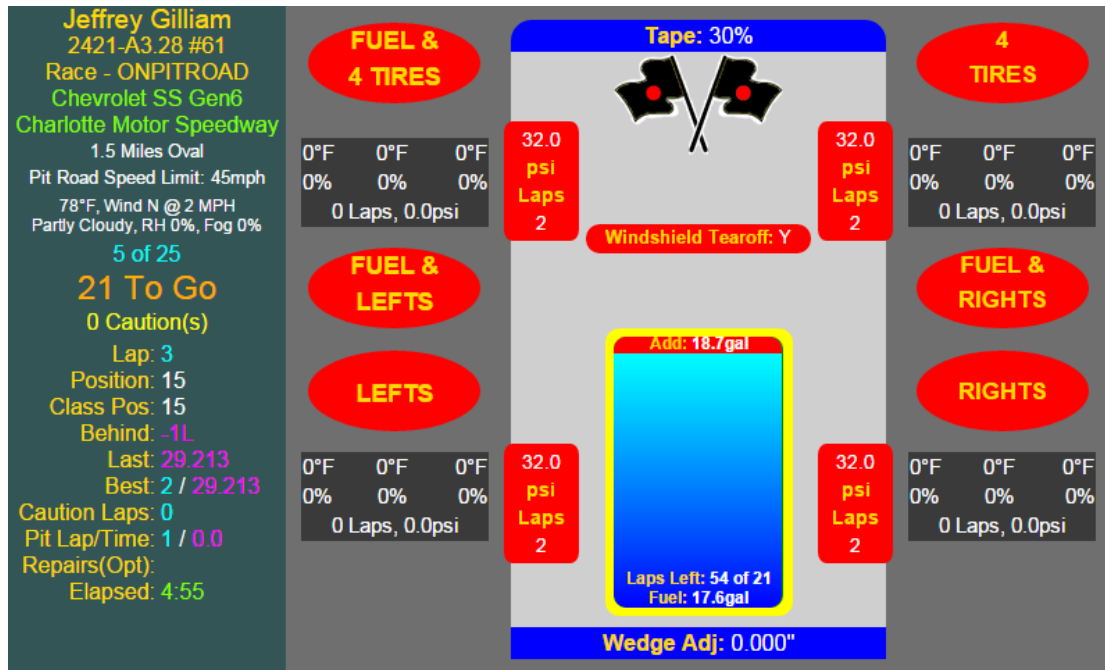 Jeffrey Gilliam
2421-A3.28 #61
Race - ONPITROAD
Chevrolet SS Gen6
Charlotte Motor Speedway
1.5 Miles Oval
Pit Road Speed Limit: 45mph
78°F, Wind N @ 2 MPH
Partly Cloudy, RH 0%, Fog 0%
5 of 25
21 To Go
0 Caution(s)
Lap: 3
Position: 15
Class Pos: 15
Behind: -1L
Last: 29.213
Best: 2 / 29.213
Caution Laps: 0
Pit Lap/Time: 1 / 0.0
Repairs(Opt):
Elapsed: 4:55
FUEL &
4 TIRES
0°F 0°F 0°F
0% 0% 0%
0 Laps, 0.0psi
FUEL &
LEFTS
LEFTS
0°F 0°F 0°F
0% 0% 0%
0 Laps, 0.0psi
Tape: 30%
32.0
psi
Laps
2
32.0
psi
Laps
2
Windshield Tearoff: Y
Add: 18.7gal
Laps Left: 54 of 21
Fuel: 17.6gal
32.0
psi
Laps
2
32.0
psi
Laps
2
Wedge Adj: 0.000"
4
TIRES
0°F 0°F 0°F
0% 0% 0%
0 Laps, 0.0psi
FUEL &
RIGHTS
RIGHTS
0°F 0°F 0°F
0% 0% 0%
0 Laps, 0.0psi